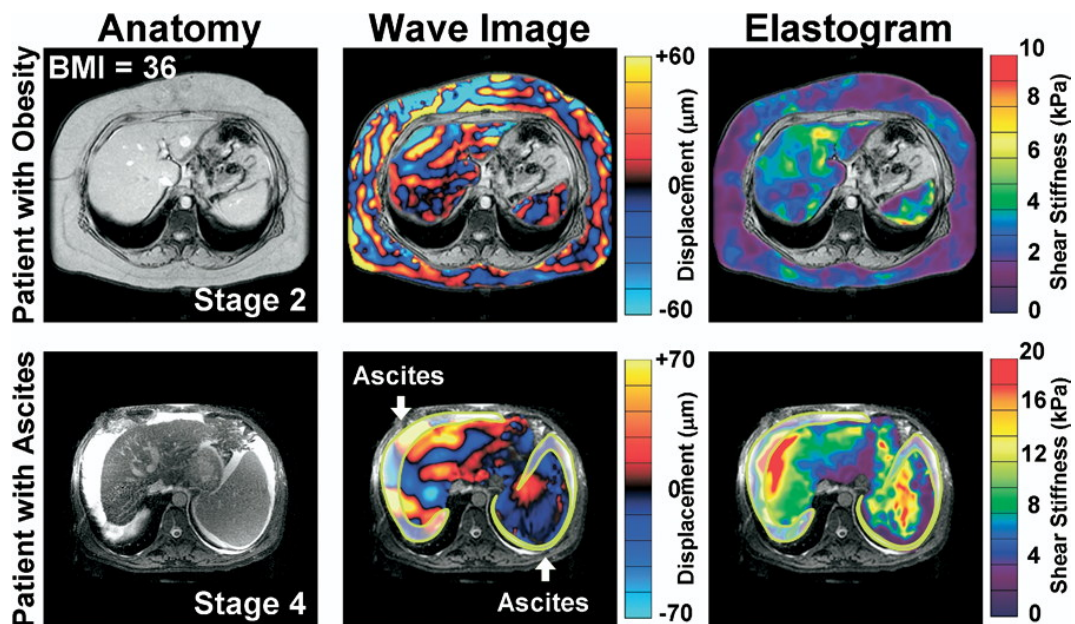 Anatomy
Wave Image
Elastogram
Patient with Obesity
BMI = 36
Stage 2
+60
0
-60
Displacement (µm)
10
8
6
4
2
0
Shear Stiffness (kPa)
Patient with Ascites
Stage 4
Ascites
Ascites
+70
0
-70
Displacement (µm)
20
16
12
8
4
0
Shear Stiffness (kPa)